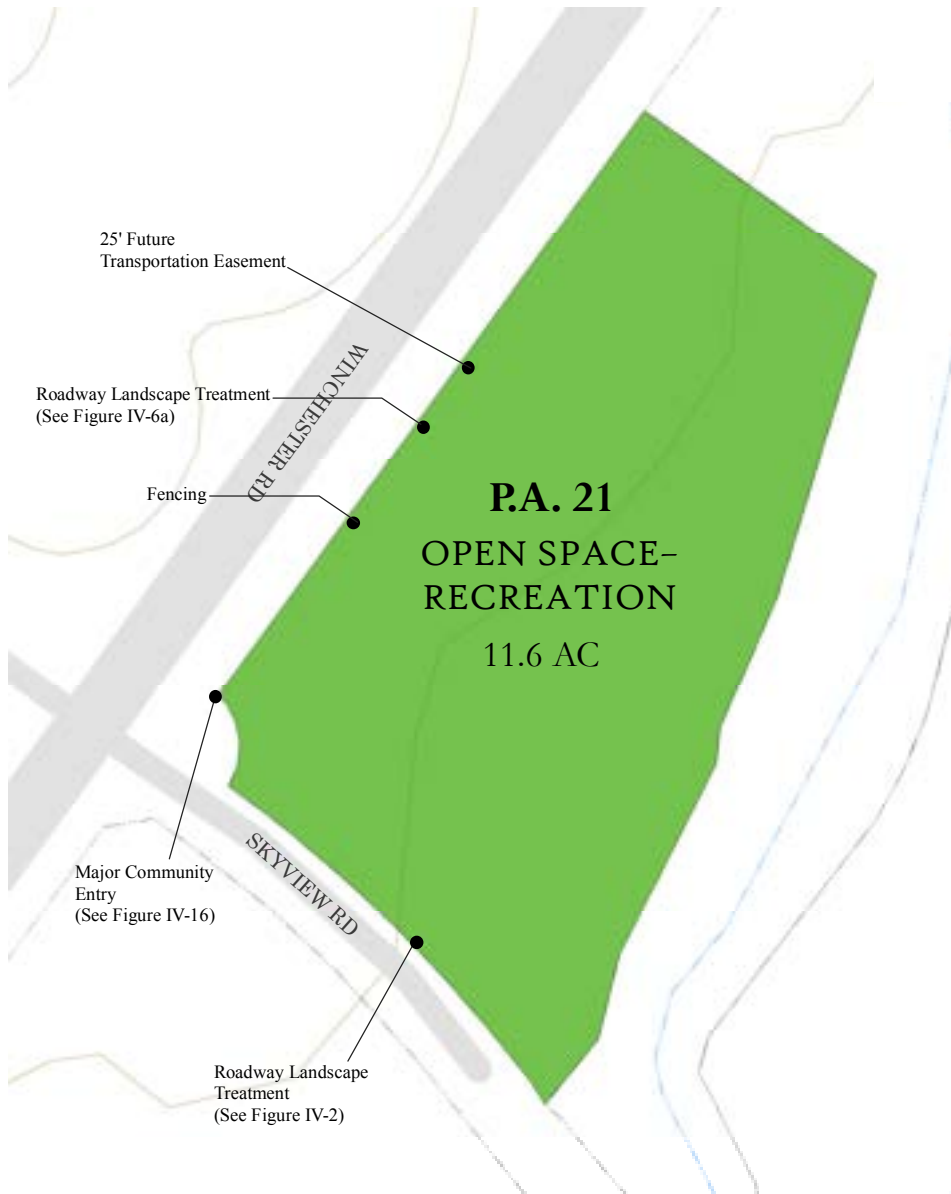 25' Future
Transportation Easement
Roadway Landscape Treatment
(See Figure IV-6a)
WINCHESTER RD
Fencing
P.A. 21
OPEN SPACE–
RECREATION
11.6 AC
Major Community
Entry
(See Figure IV-16)
SKYVIEW RD
Roadway Landscape
Treatment
(See Figure IV-2)